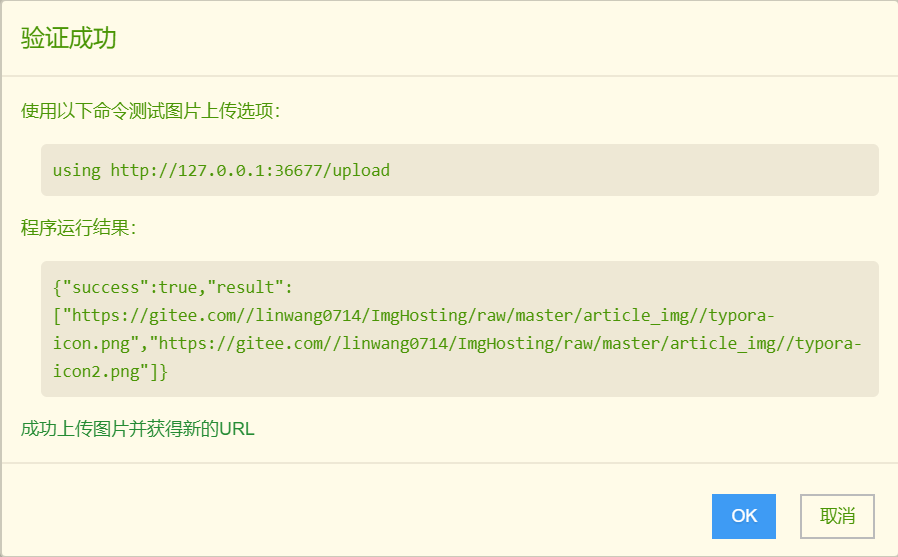 验证成功
使用以下命令测试图片上传选项：
using http://127.0.0.1:36677/upload
程序运行结果：
{"success":true,"result":
["https://gitee.com//linwang0714/ImgHosting/raw/master/article_img//typora-
icon.png","https://gitee.com//linwang0714/ImgHosting/raw/master/article_img//typora-
icon2.png"]}
成功上传图片并获得新的URL
OK
取消